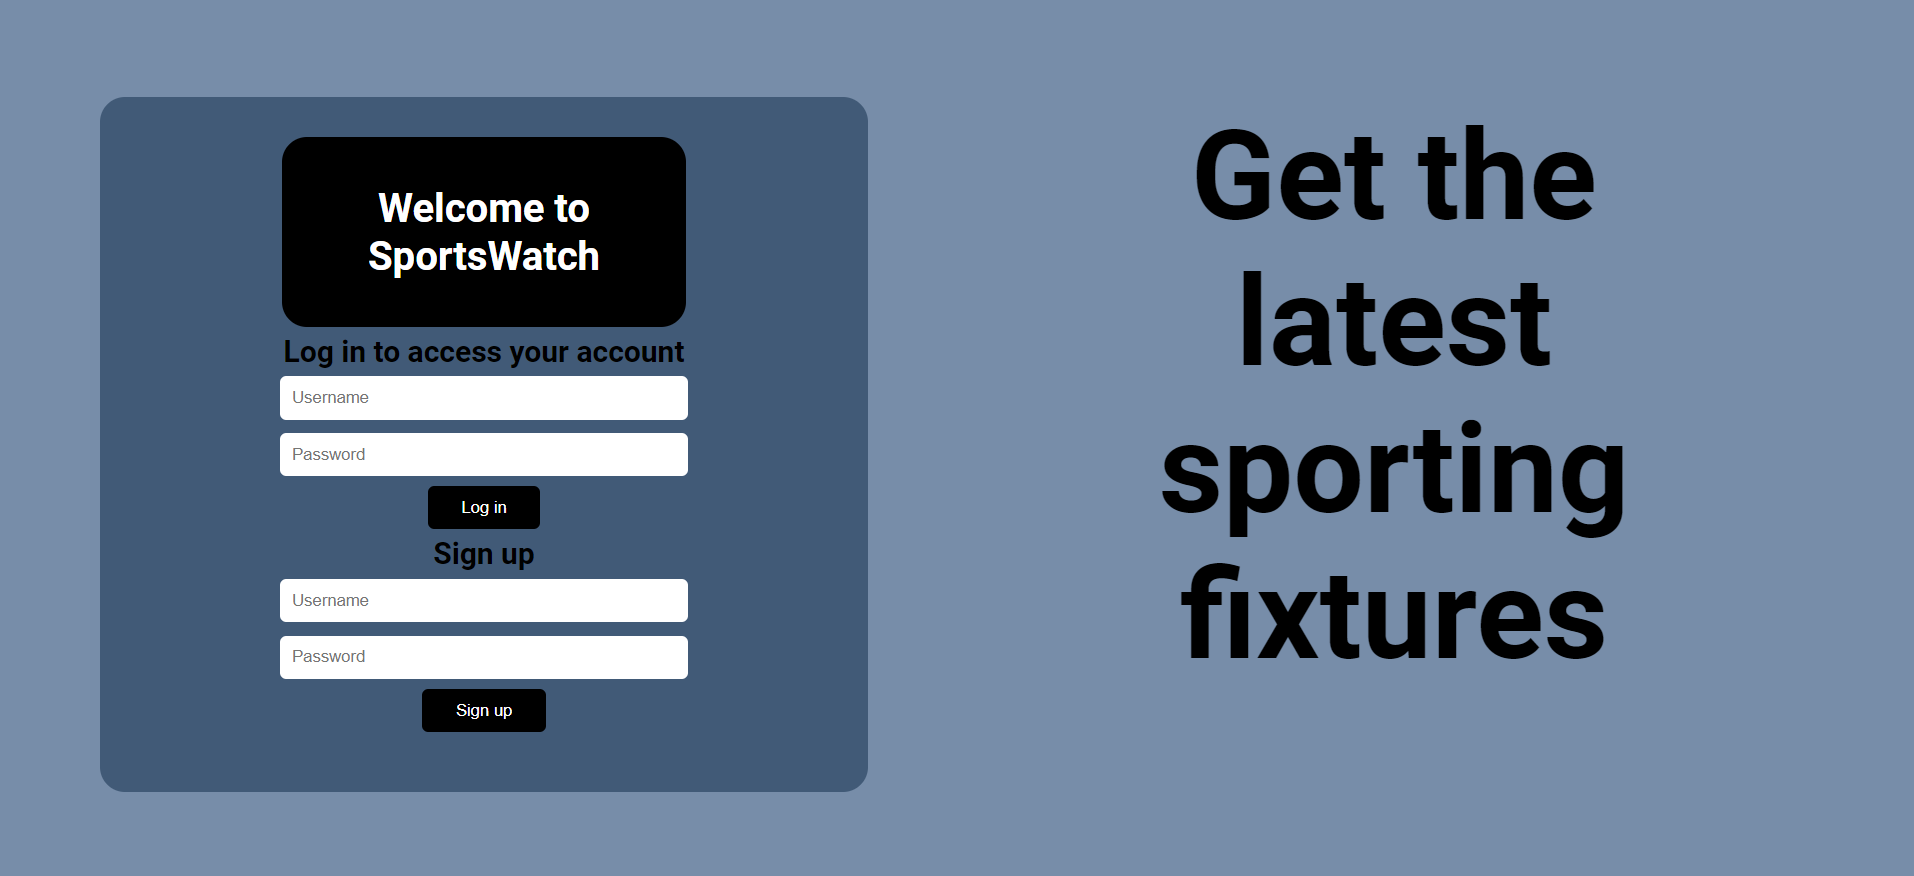 Welcome to
SportsWatch
Log in to access your account
Username
Password
Log in
Sign up
Username
Password
Sign up
Get the
latest
sporting
fixtures